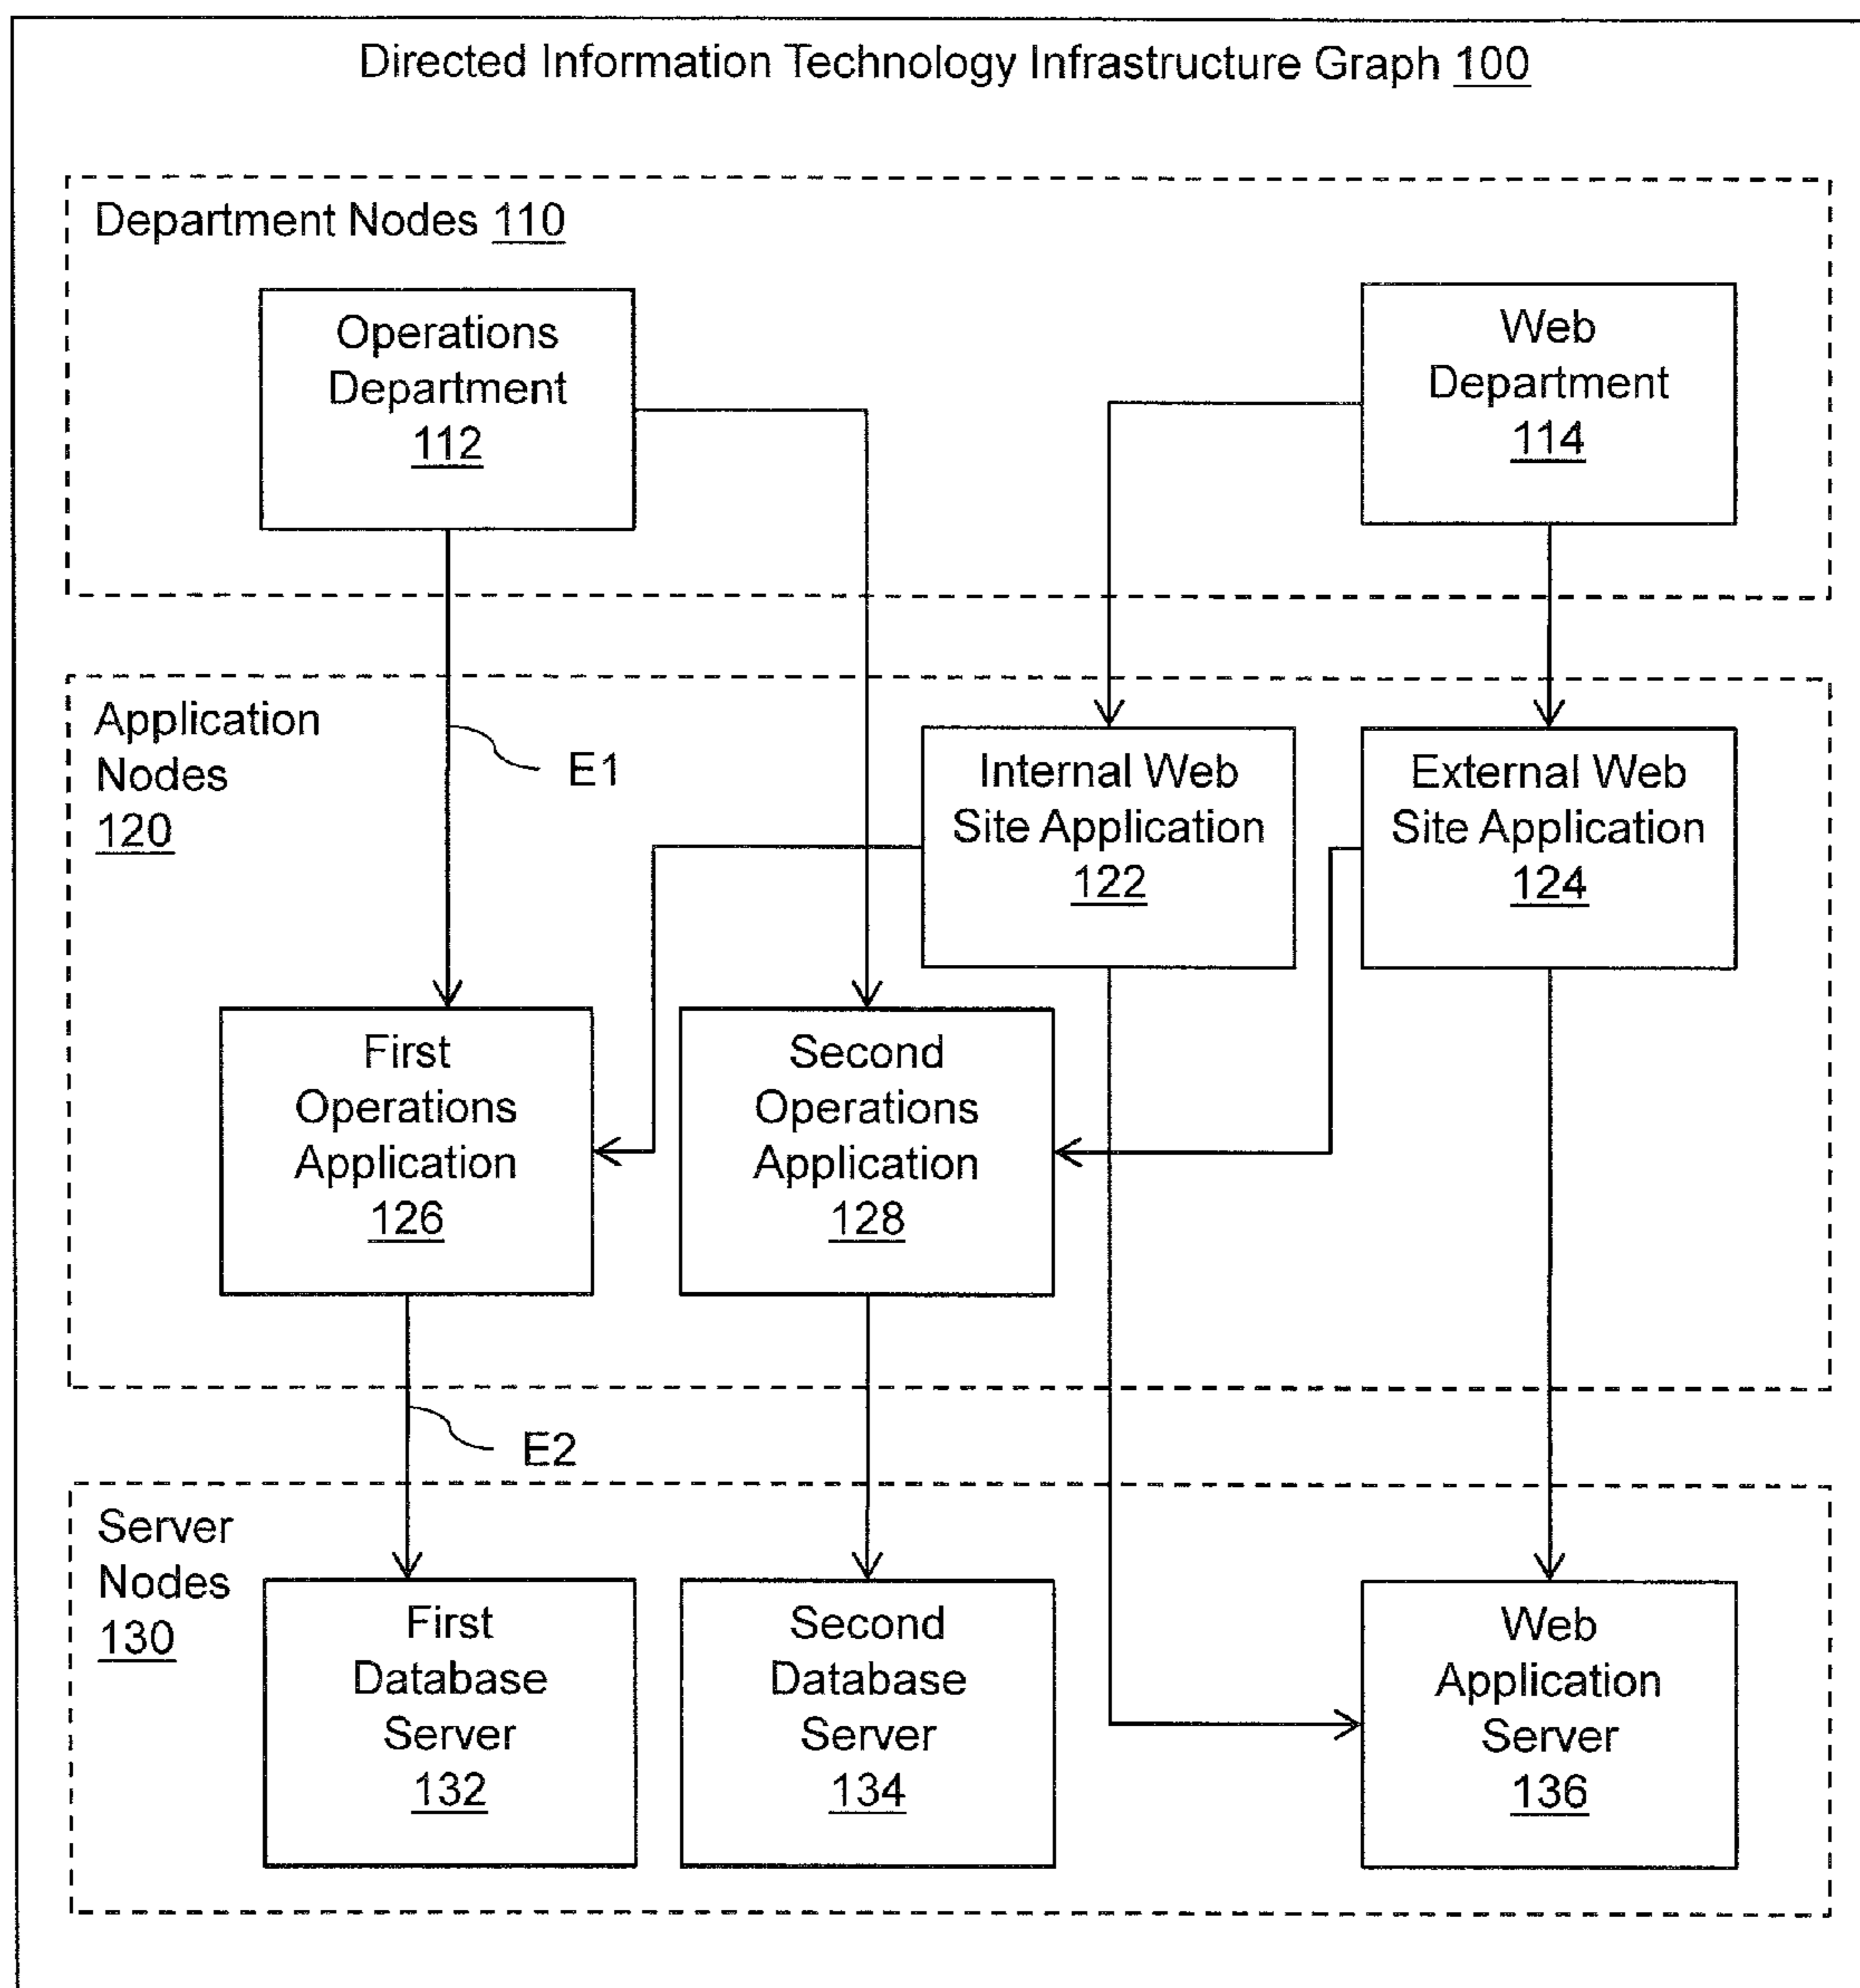 Directed Information Technology Infrastructure Graph 100
Department Nodes 110
Operations
Department
112
Web
Department
114
Application
Nodes
120
E1
Internal Web
Site Application
122
External Web
Site Application
124
First
Operations
Application
126
Second
Operations
Application
128
E2
Server
Nodes
130
First
Database
Server
132
Second
Database
Server
134
Web
Application
Server
136